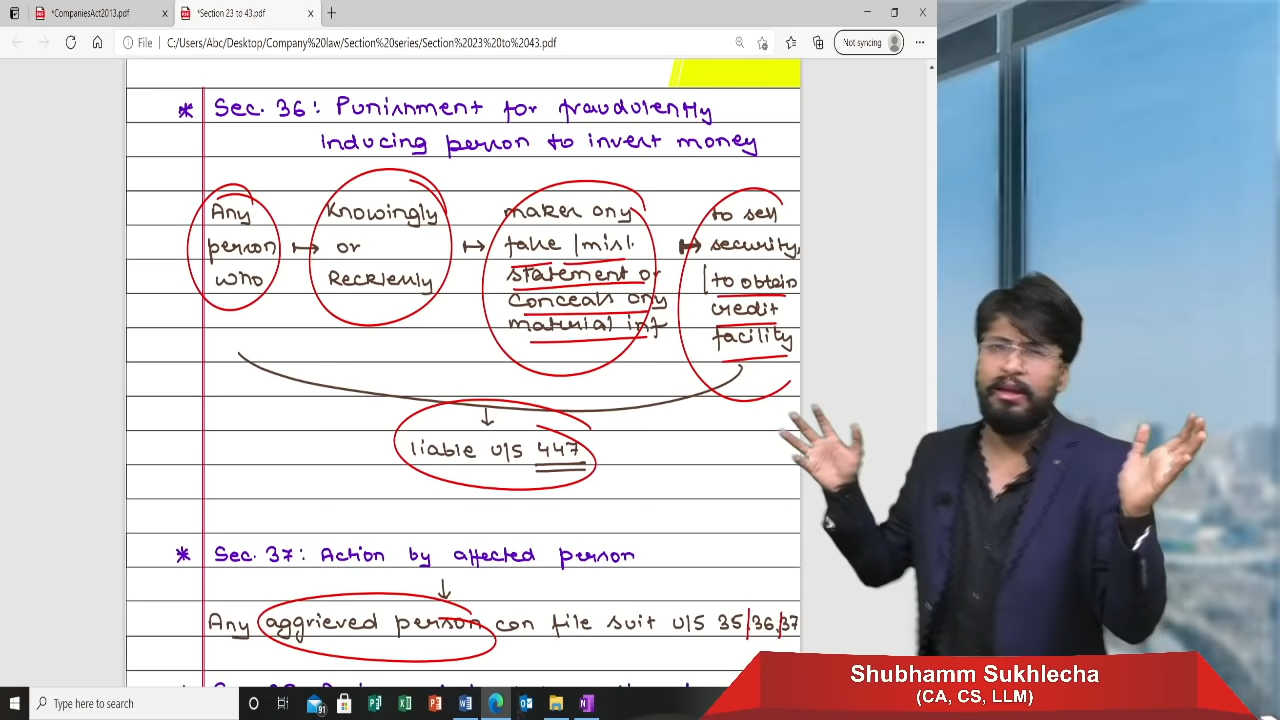 *CompaniesAct2013.pdf
*Section 23 to 43.pdf
File
C:/Users/Abc/Desktop/Company%20law/Section%20series/Section%2023%20to%2043.pdf
Not syncing
* Sec. 36: Punishment for fraudulently
Inducing person to invest money
Any person who
Knowingly or Recklessly
makes any
fake /misl. statement or
conceals any
material inf
to sell
security
/to obtain
credit
facility
liable u/s 447
* Sec. 37: Action by affected person
Any aggrieved person can file suit u/s 35,36,37
Shubhamm Sukhlecha
(CA, CS, LLM)
Type here to search
91